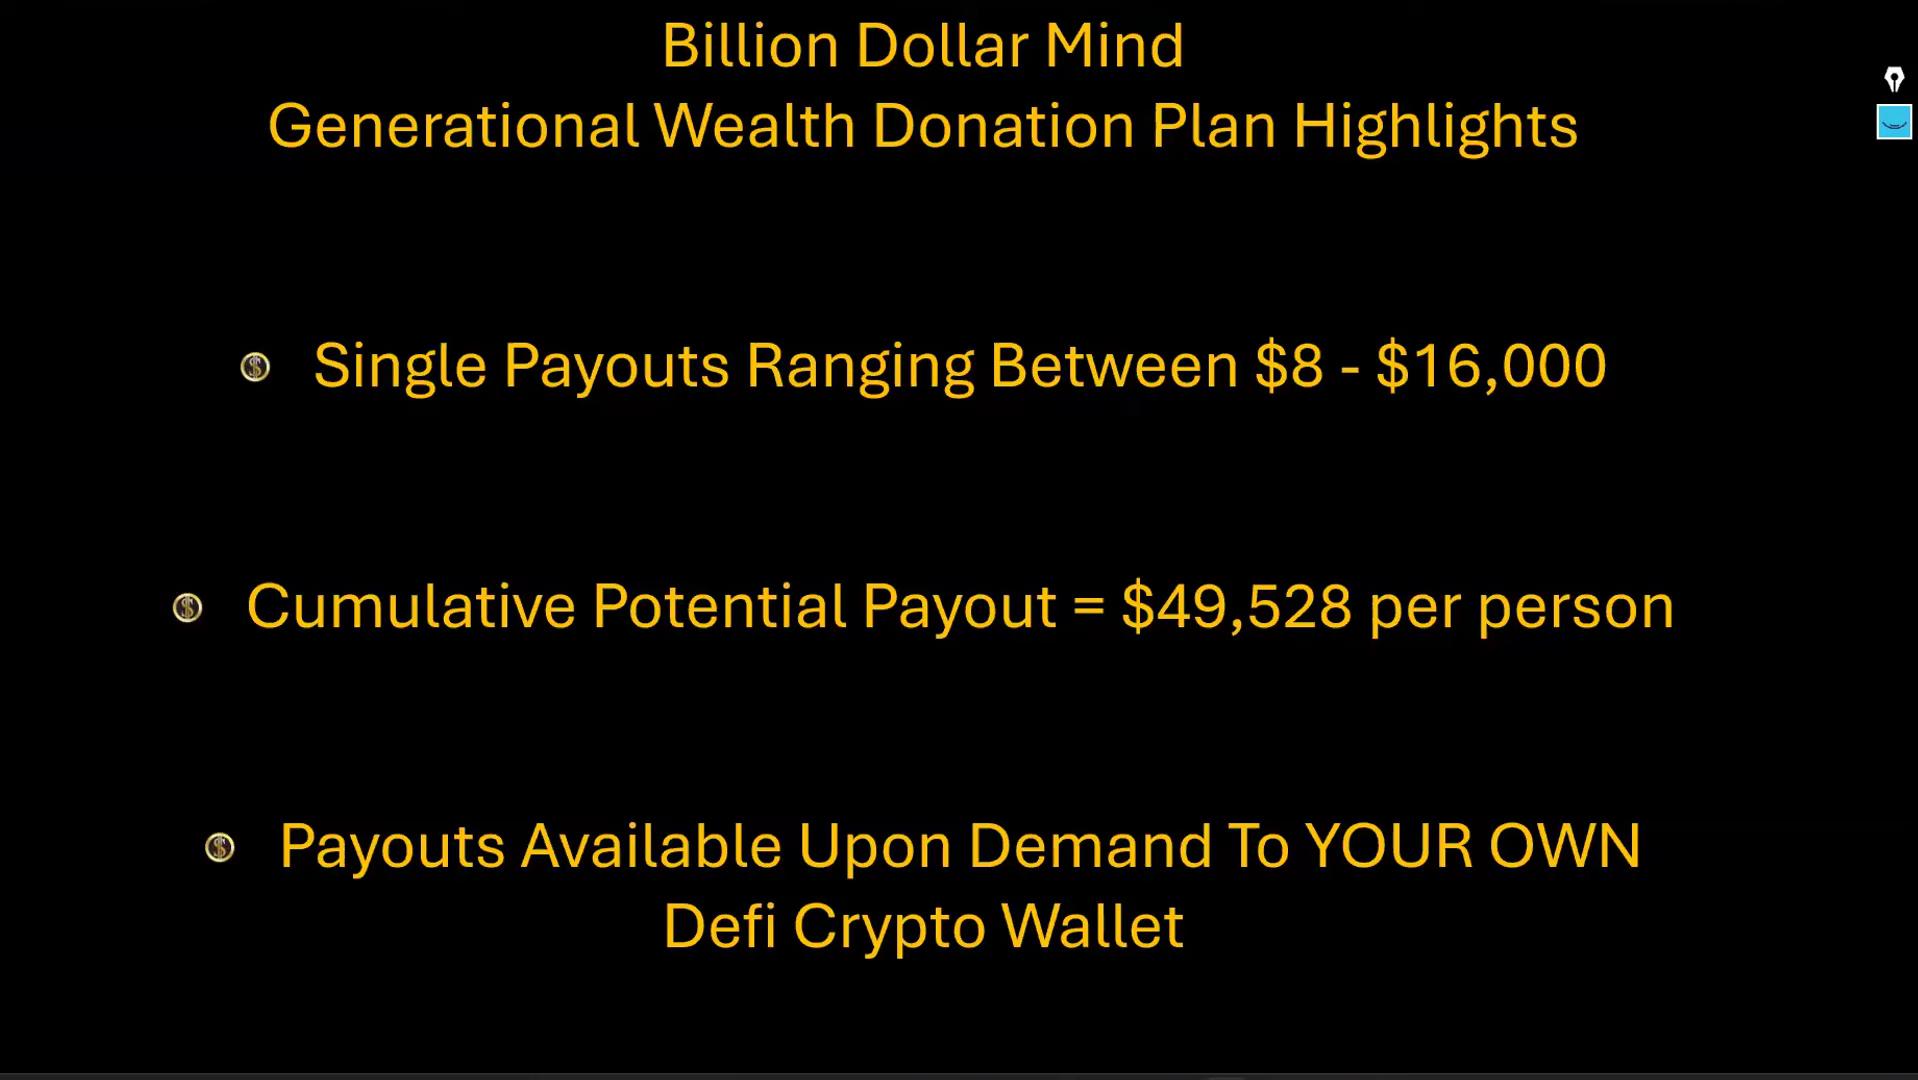 Billion Dollar Mind
Generational Wealth Donation Plan Highlights
Single Payouts Ranging Between $8 - $16,000
Cumulative Potential Payout = $49,528 per person
Payouts Available Upon Demand To YOUR OWN
Defi Crypto Wallet